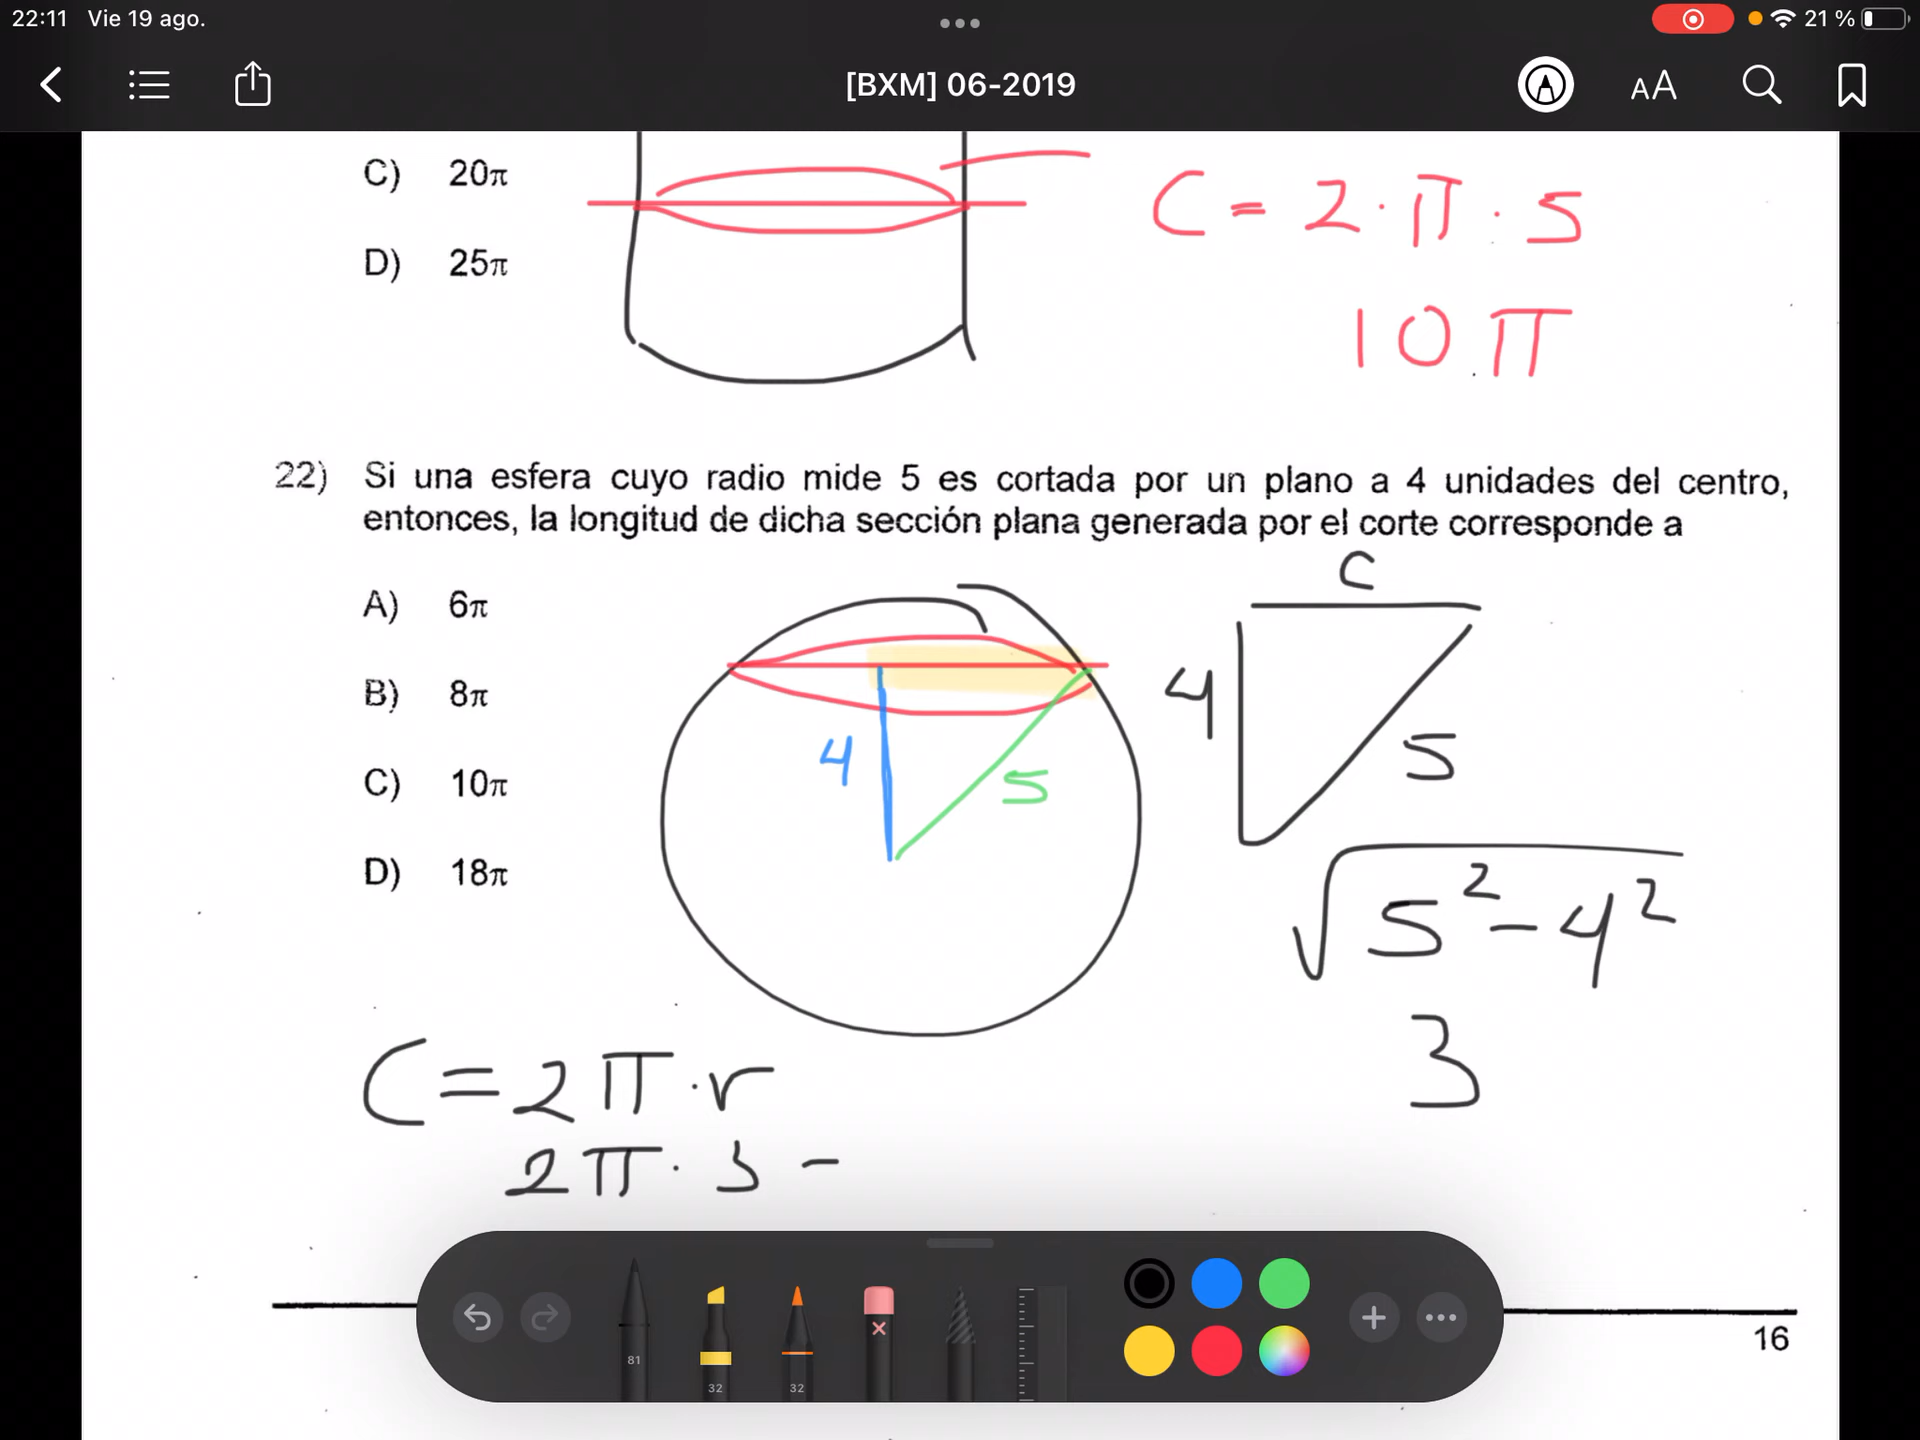 22:11 Vie 19 ago.
21 %
[BXM] 06-2019
AA
C) 20π
D) 25π
C = 2 · π · 5
10 π
22) Si una esfera cuyo radio mide 5 es cortada por un plano a 4 unidades del centro,
entonces, la longitud de dicha sección plana generada por el corte corresponde a
A) 6π
B) 8π
C) 10π
D) 18π
4
5
C
4
5
√5² - 4²
3
C = 2 π · r
2 π · 3 -
81
32
32
16